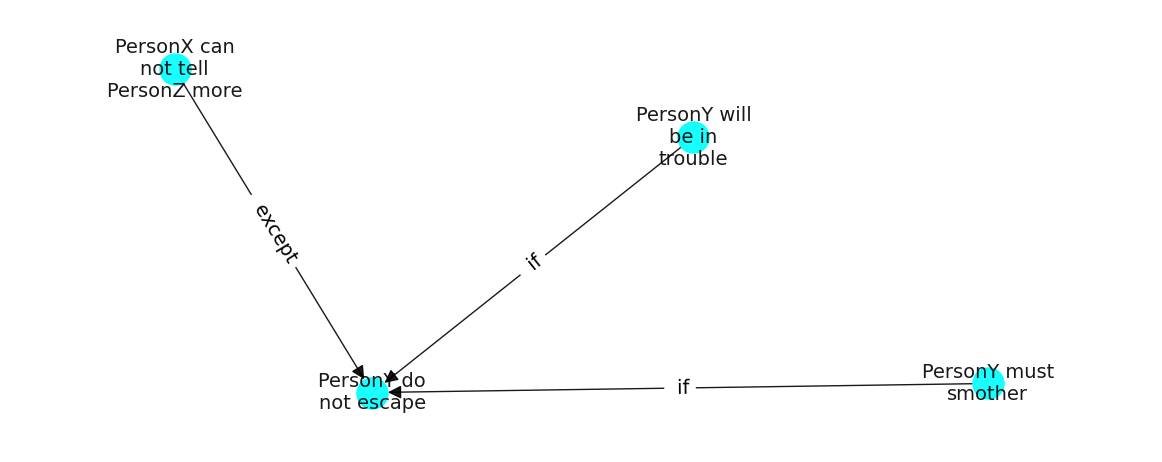 PersonX can
not tell
PersonZ more
PersonY will
be in
trouble
except
if
PersonY do
not escape
if
PersonY must
smother